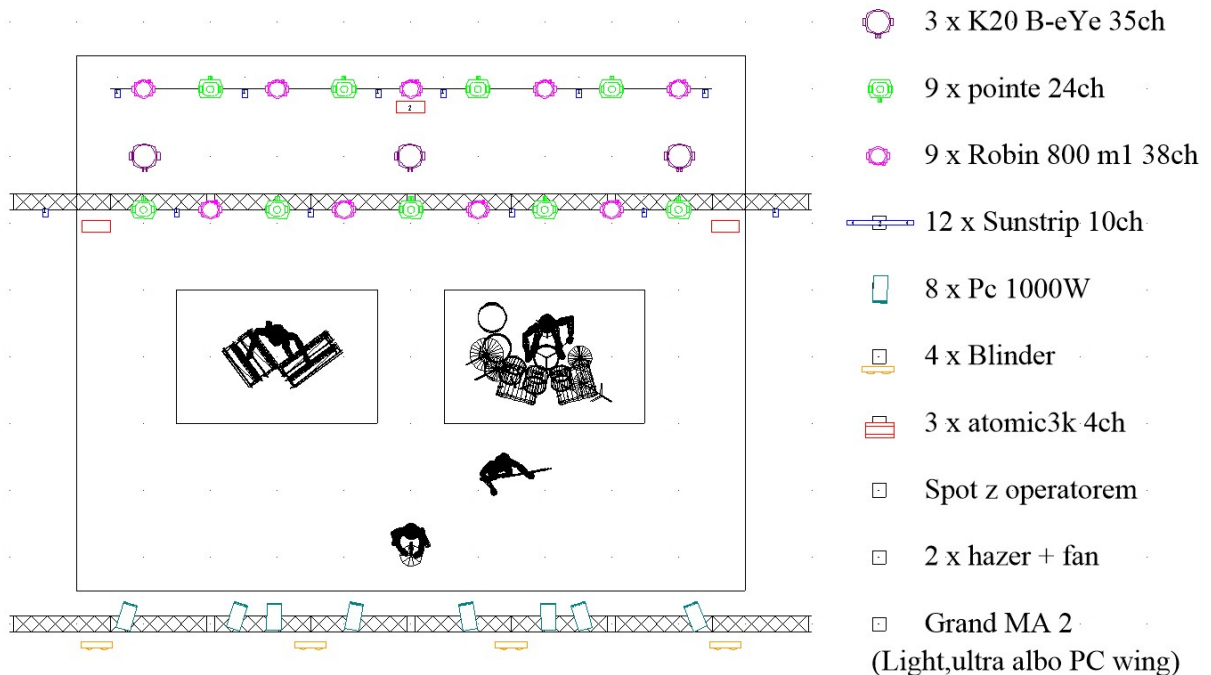 3 x K20 B-eYe 35ch
9 x pointe 24ch
9 x Robin 800 m1 38ch
12 x Sunstrip 10ch
8 x Pc 1000W
4 x Blinder
3 x atomic3k 4ch
Spot z operatorem
2 x hazer + fan
Grand MA 2
(Light,ultra albo PC wing)
2